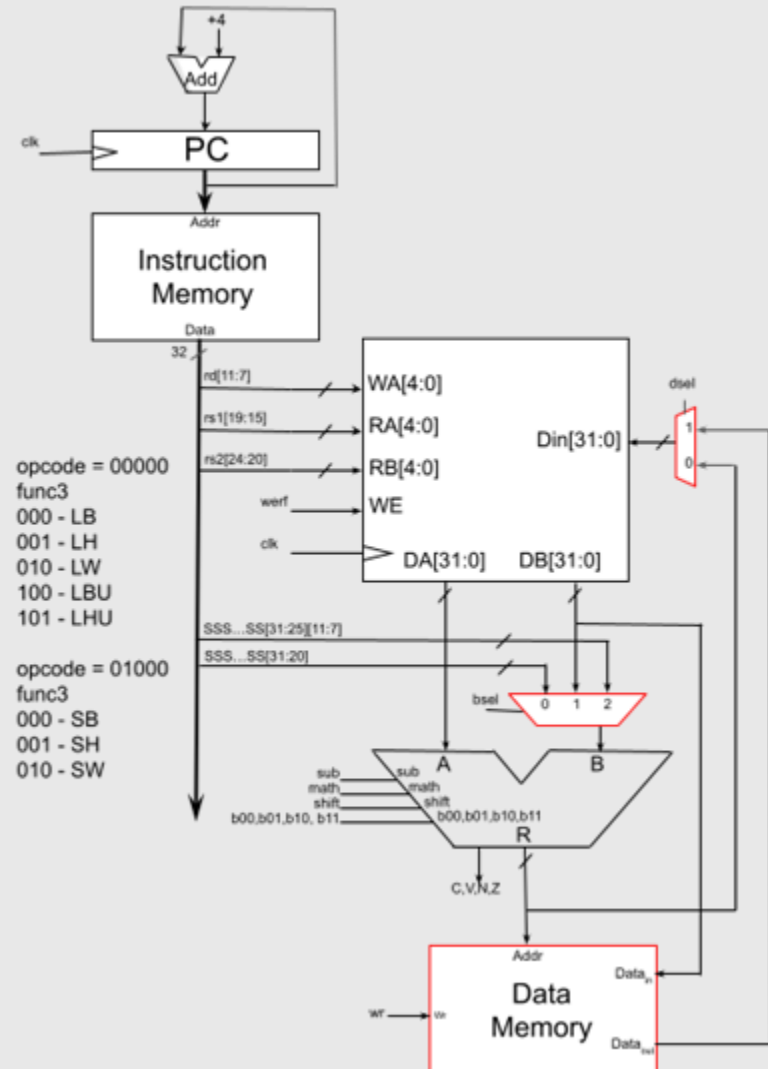 +4
Add
clk
PC
Addr
Instruction
Memory
Data
32
rd[11:7]
WA[4:0]
dsel
rs1[19:15]
RA[4:0]
1
Din[31:0]
rs2[24:20]
RB[4:0]
0
opcode = 00000
func3
000 - LB
001 - LH
010 - LW
100 - LBU
101 - LHU
werf
WE
clk
DA[31:0]
DB[31:0]
SSS...SS[31:25][11:7]
SSS...SS[31:20]
opcode = 01000
func3
000 - SB
001 - SH
010 - SW
bsel
0 1 2
A
B
sub
sub
math
math
shift
shift
b00,b01,b10, b11
b00,b01,b10,b11
R
C,V,N,Z
Addr
Data
Memory
Data in
wr
Wr
Data